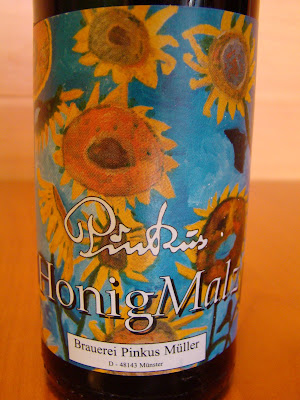 Pinkus
HonigMalz
Brauerei Pinkus Müller
D - 48143 Münster